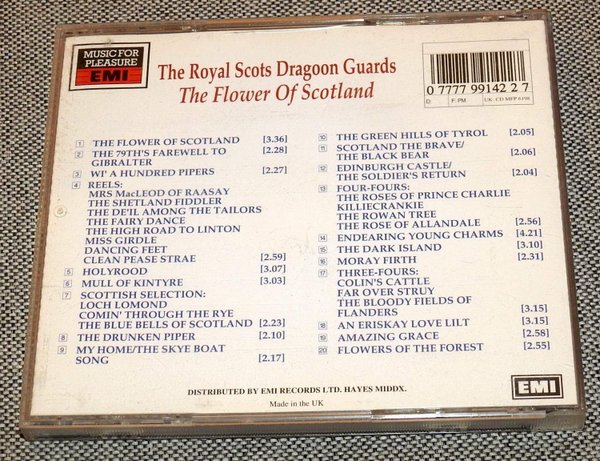 MUSIC FOR
PLEASURE
EMI
The Royal Scots Dragoon Guards
The Flower Of Scotland
0 7777 99142 2 7
D: F: PM UK: CD MFP 6108
1 THE FLOWER OF SCOTLAND [3.36]
2 THE 79TH'S FAREWELL TO [2.28]
GIBRALTER
3 WI' A HUNDRED PIPERS [2.27]
4 REELS:
MRS MacLEOD OF RAASAY
THE SHETLAND FIDDLER
THE DE'IL AMONG THE TAILORS
THE FAIRY DANCE
THE HIGH ROAD TO LINTON
MISS GIRDLE
DANCING FEET
CLEAN PEASE STRAE [2.59]
5 HOLYROOD [3.07]
6 MULL OF KINTYRE [3.03]
7 SCOTTISH SELECTION:
LOCH LOMOND
COMIN' THROUGH THE RYE
THE BLUE BELLS OF SCOTLAND [2.23]
8 THE DRUNKEN PIPER [2.10]
9 MY HOME/THE SKYE BOAT
SONG [2.17]
10 THE GREEN HILLS OF TYROL [2.05]
11 SCOTLAND THE BRAVE/
THE BLACK BEAR [2.06]
12 EDINBURGH CASTLE/
THE SOLDIER'S RETURN [2.04]
13 FOUR-FOURS:
THE ROSES OF PRINCE CHARLIE
KILLIECRANKIE
THE ROWAN TREE
THE ROSE OF ALLANDALE [2.56]
14 ENDEARING YOUNG CHARMS [4.21]
15 THE DARK ISLAND [3.10]
16 MORAY FIRTH [2.31]
17 THREE-FOURS:
COLIN'S CATTLE
FAR OVER STRUY
THE BLOODY FIELDS OF
FLANDERS [3.15]
18 AN ERISKAY LOVE LILT [3.15]
19 AMAZING GRACE [2.58]
20 FLOWERS OF THE FOREST [2.55]
DISTRIBUTED BY EMI RECORDS LTD. HAYES MIDDX.
Made in the UK
EMI